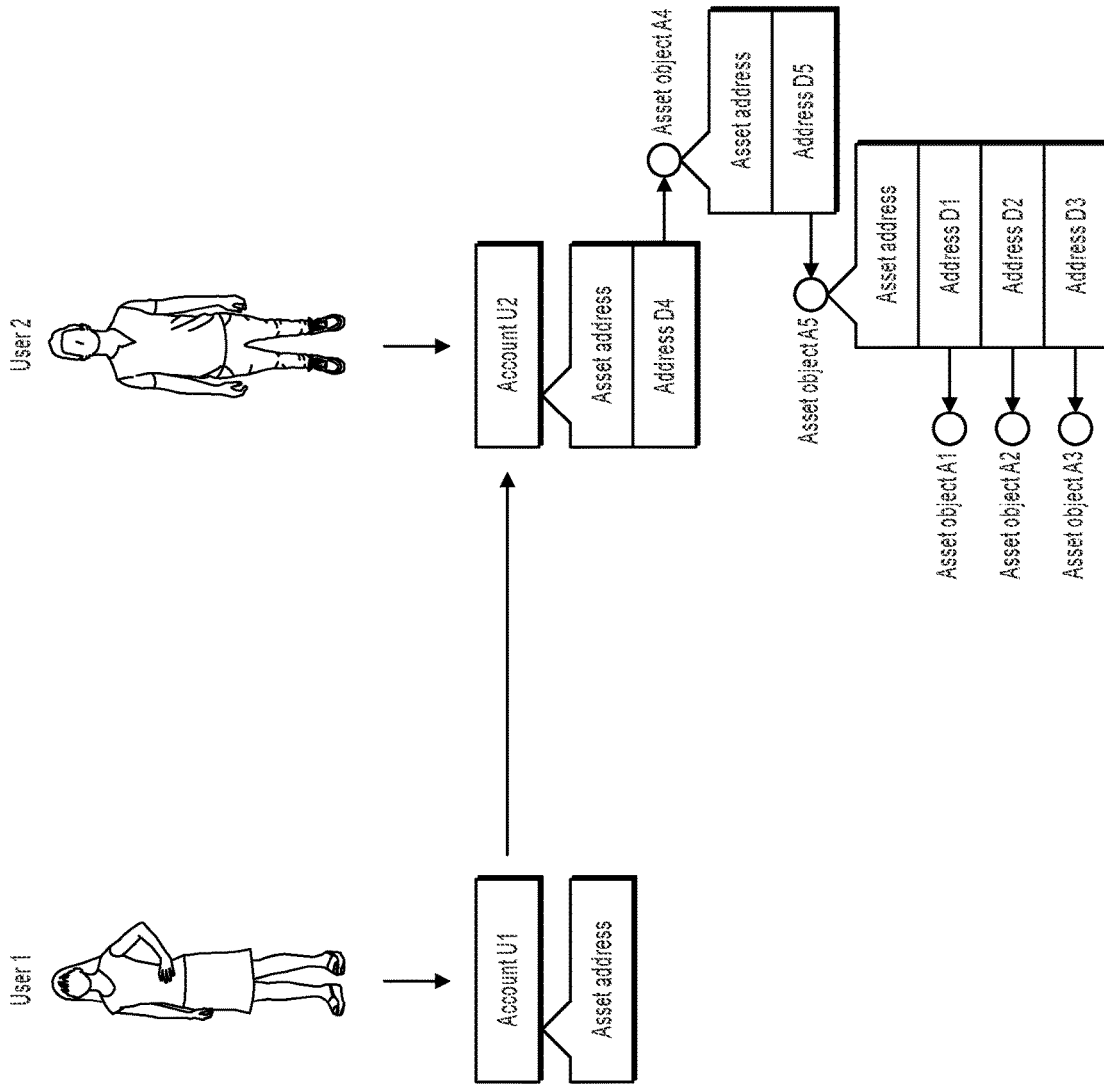 User 1
Account U1
Asset address
User 2
Account U2
Asset address
Address D4
Asset object A4
Asset address
Address D5
Asset object A5
Asset address
Address D1
Address D2
Address D3
Asset object A1
Asset object A2
Asset object A3